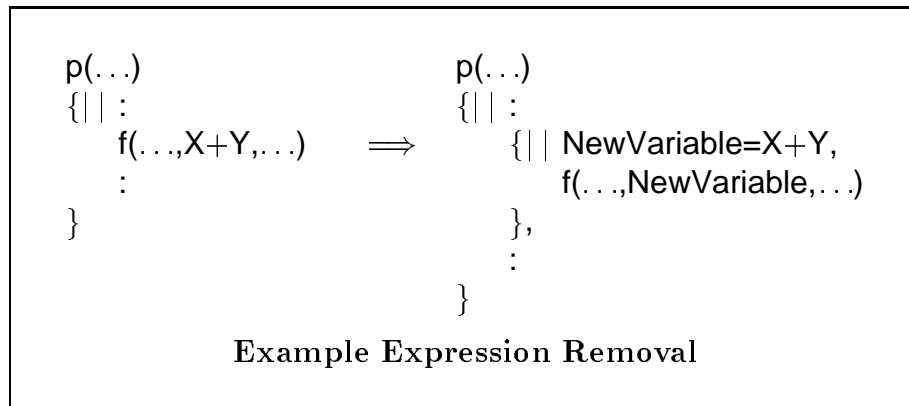 p(...)
{|| :
f(...,X+Y,...)
:
}
⟹
p(...)
{|| :
{|| NewVariable=X+Y,
f(...,NewVariable,...)
},
:
}
Example Expression Removal